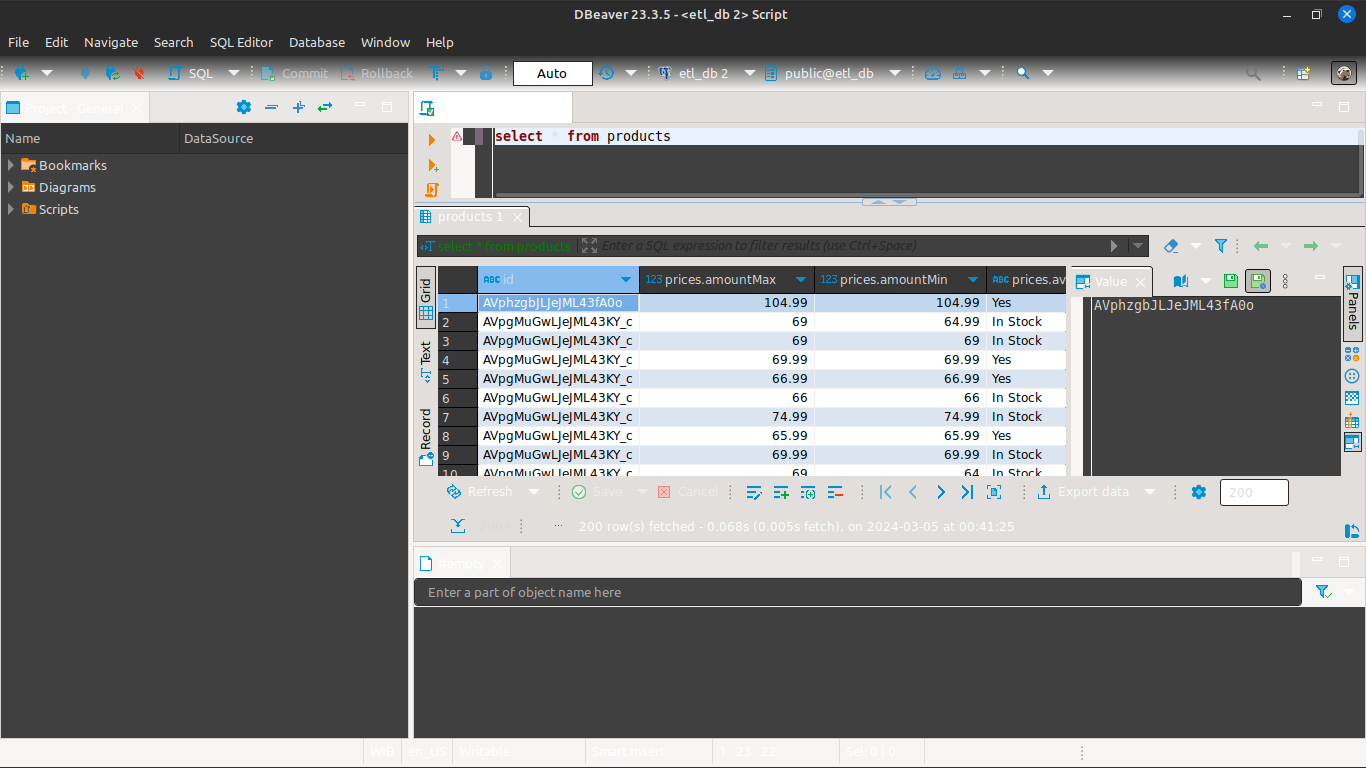 DBeaver 23.3.5 - <etl_db 2> Script
File Edit Navigate Search SQL Editor Database Window Help
SQL Commit Rollback Auto etl_db 2 public@etl_db
Project - General
Name DataSource
Bookmarks
Diagrams
Scripts
select * from products
products 1
select * from products Enter a SQL expression to filter results (use Ctrl+Space)
Grid
Text
Record
ABC id 123 prices.amountMax 123 prices.amountMin ABC prices.av
1 AVphzgbJLJeJML43fA0o 104.99 104.99 Yes
2 AVpgMuGwLJeJML43KY_c 69 64.99 In Stock
3 AVpgMuGwLJeJML43KY_c 69 69 In Stock
4 AVpgMuGwLJeJML43KY_c 69.99 69.99 Yes
5 AVpgMuGwLJeJML43KY_c 66.99 66.99 Yes
6 AVpgMuGwLJeJML43KY_c 66 66 In Stock
7 AVpgMuGwLJeJML43KY_c 74.99 74.99 In Stock
8 AVpgMuGwLJeJML43KY_c 65.99 65.99 Yes
9 AVpgMuGwLJeJML43KY_c 69.99 69.99 In Stock
10 AVpgMuGwLJeJML43KY_c 69 64 In Stock
Value
AVphzgbJLJeJML43fA0o
Panels
Refresh Save Cancel Export data 200
200+ ... 200 row(s) fetched - 0.068s (0.005s fetch), on 2024-03-05 at 00:41:25
#empty
Enter a part of object name here
WIB en_US Writable Smart Insert 1 : 23 : 22 Sel: 0 | 0